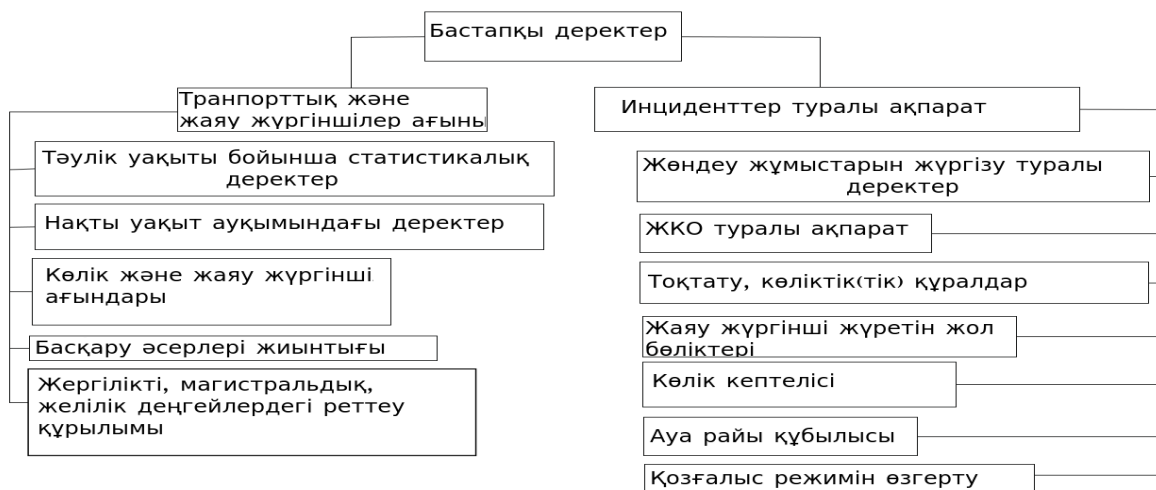 Бастапқы деректер
Транпорттық және
жаяу жүргіншілер ағыны
Тәулік уақыты бойынша статистикалық
деректер
Нақты уақыт ауқымындағы деректер
Көлік және жаяу жүргінші
ағындары
Басқару әсерлері жиынтығы
Жергілікті, магистральдық,
желілік деңгейлердегі реттеу
құрылымы
Инциденттер туралы ақпарат
Жөндеу жұмыстарын жүргізу туралы
деректер
ЖКО туралы ақпарат
Тоқтату, көліктік(тік) құралдар
Жаяу жүргінші жүретін жол
бөліктері
Көлік кептелісі
Ауа райы құбылысы
Қозғалыс режимін өзгерту